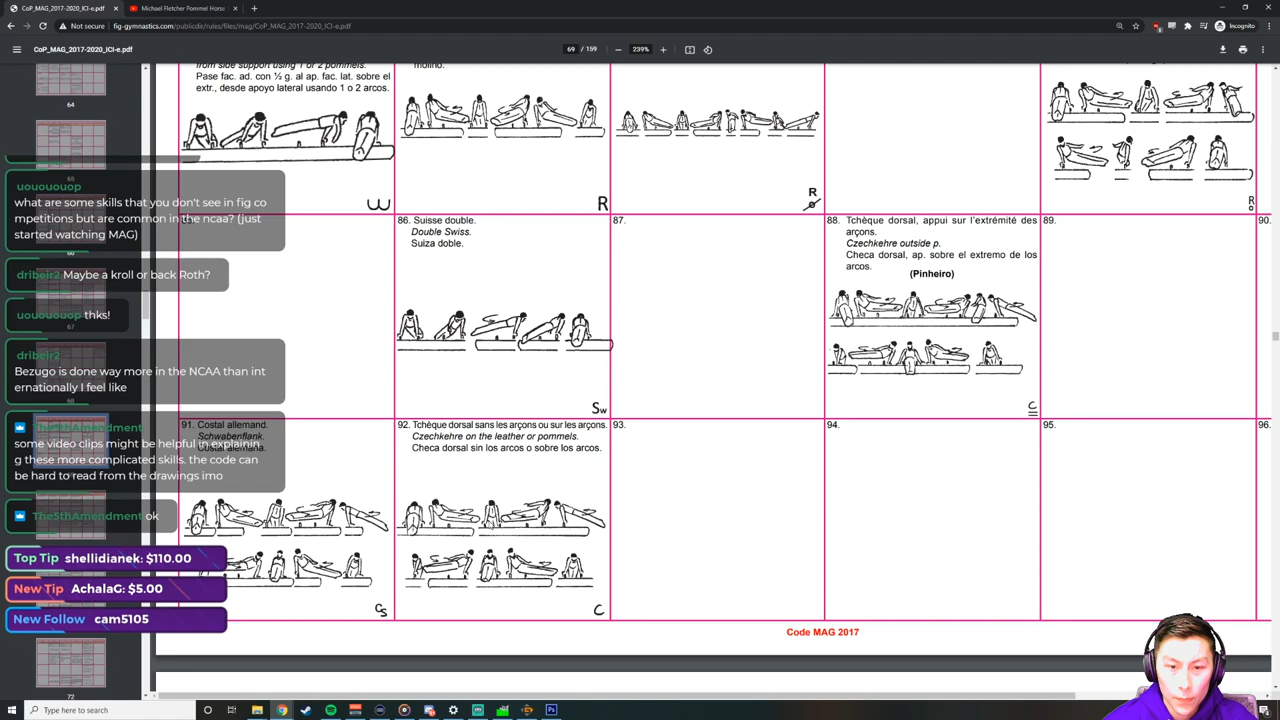 CoP_MAG_2017-2020_ICI-e.pdf
Michael Fletcher Pommel Horse
Not secure
fig-gymnastics.com/publicdir/rules/files/mag/CoP_MAG_2017-2020_ICI-e.pdf
Incognito
CoP_MAG_2017-2020_ICI-e.pdf
69 / 159
239%
from side support using 1 or 2 pommels.
Pase fac. ad. con ½ g. al ap. fac. lat. sobre el
extr., desde apoyo lateral usando 1 o 2 arcos.
molino.
W
R
R
R
86. Suisse double.
Double Swiss.
Suiza doble.
Sw
87.
88. Tchèque dorsal, appui sur l'extrémité des
arçons.
Czechkehre outside p.
Checa dorsal, ap. sobre el extremo de los
arcos.
(Pinheiro)
C
89.
90.
91. Costal allemand.
Schwabenflank.
Costal alemana.
92. Tchèque dorsal sans les arçons ou sur les arçons.
Czechkehre on the leather or pommels.
Checa dorsal sin los arcos o sobre los arcos.
C
93.
94.
95.
96.
Code MAG 2017
64
65
66
67
68
72
uouououop
what are some skills that you don't see in fig co
mpetitions but are common in the ncaa? (just
started watching MAG)
dribeir2 Maybe a kroll or back Roth?
uouououop thks!
dribeir2
Bezugo is done way more in the NCAA than int
ernationally I feel like
The5thAmendment
some video clips might be helpful in explainin
g these more complicated skills. the code can
be hard to read from the drawings imo
The5thAmendment ok
Top Tip shellidianek: $110.00
New Tip AchalaG: $5.00
New Follow cam5105
Type here to search